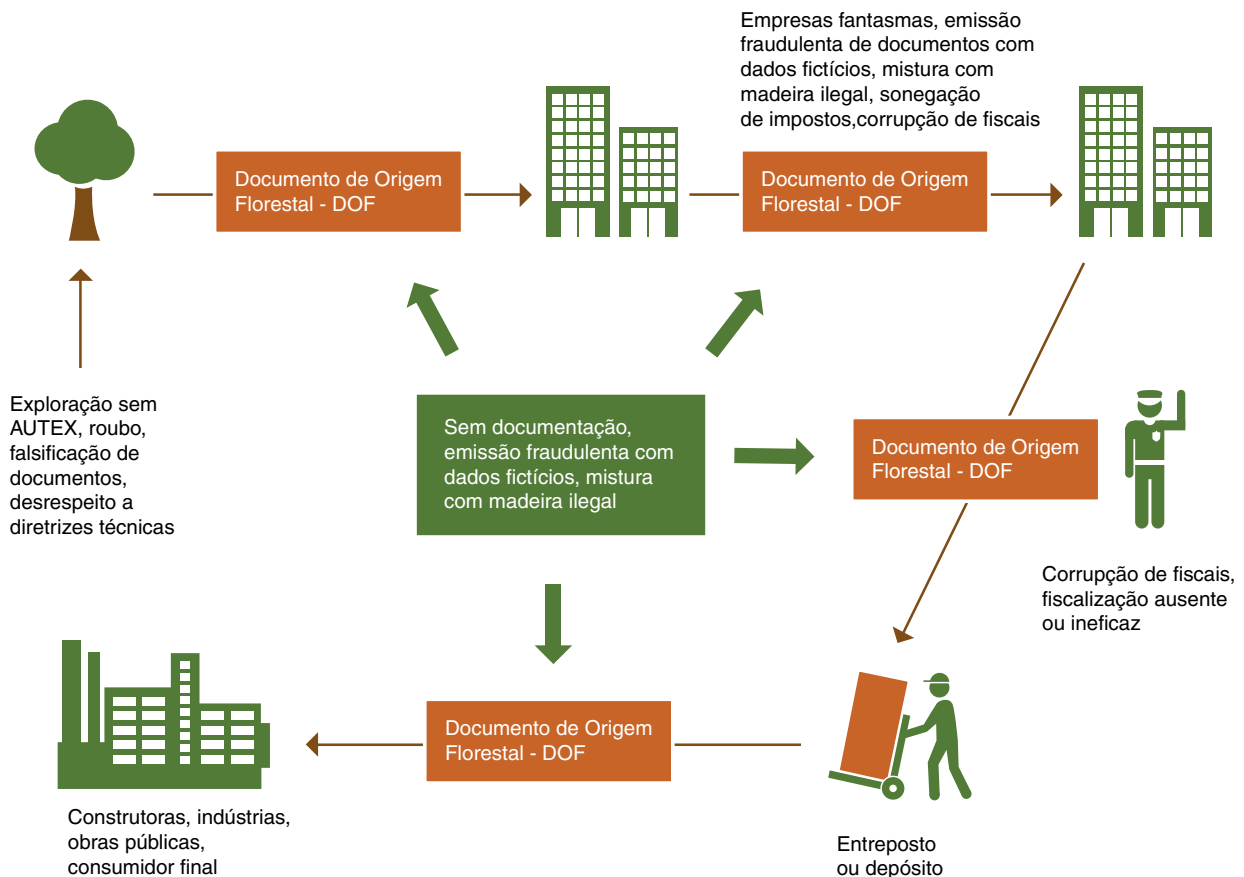 Empresas fantasmas, emissão
fraudulenta de documentos com
dados fictícios, mistura com
madeira ilegal, sonegação
de impostos,corrupção de fiscais
Documento de Origem
Florestal - DOF
Documento de Origem
Florestal - DOF
Exploração sem
AUTEX, roubo,
falsificação de
documentos,
desrespeito a
diretrizes técnicas
Sem documentação,
emissão fraudulenta com
dados fictícios, mistura
com madeira ilegal
Documento de Origem
Florestal - DOF
Corrupção de fiscais,
fiscalização ausente
ou ineficaz
Documento de Origem
Florestal - DOF
Construtoras, indústrias,
obras públicas,
consumidor final
Entreposto
ou depósito